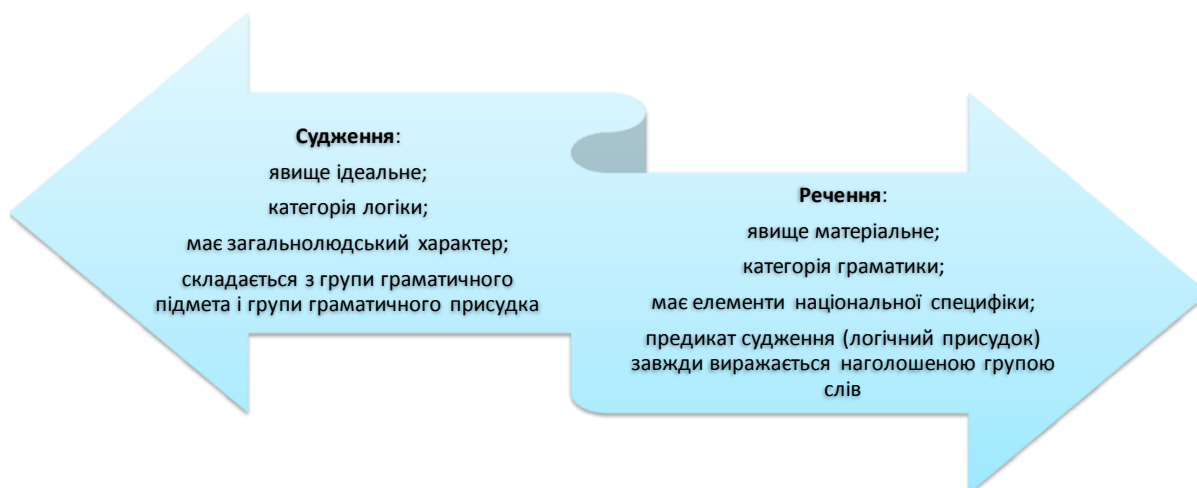 Судження:
явище ідеальне;
категорія логіки;
має загальнолюдський характер;
складається з групи граматичного
підмета і групи граматичного присудка
Речення:
явище матеріальне;
категорія граматики;
має елементи національної специфіки;
предикат судження (логічний присудок)
завжди виражається наголошеною групою
слів